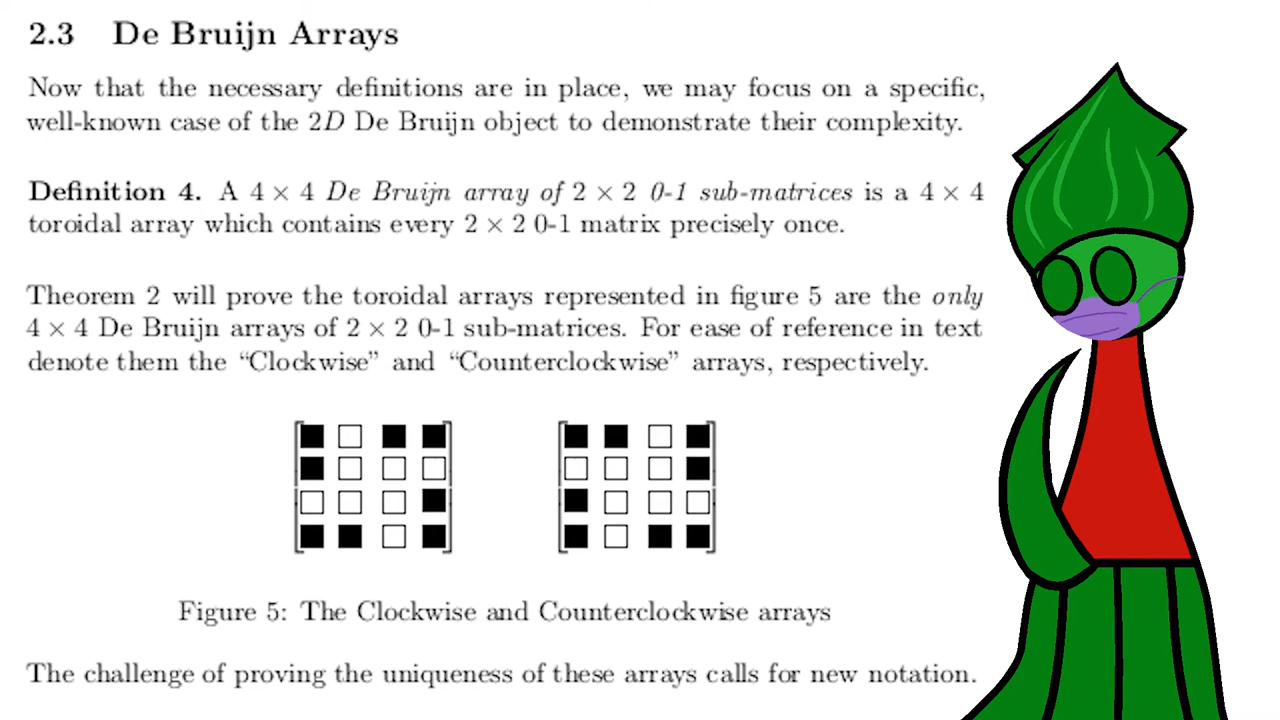 2.3 De Bruijn Arrays
Now that the necessary definitions are in place, we may focus on a specific,
well-known case of the 2D De Bruijn object to demonstrate their complexity.
Definition 4. A 4 × 4 De Bruijn array of 2 × 2 0-1 sub-matrices is a 4 × 4
toroidal array which contains every 2 × 2 0-1 matrix precisely once.
Theorem 2 will prove the toroidal arrays represented in figure 5 are the only
4 × 4 De Bruijn arrays of 2 × 2 0-1 sub-matrices. For ease of reference in text
denote them the “Clockwise” and “Counterclockwise” arrays, respectively.
Figure 5: The Clockwise and Counterclockwise arrays
The challenge of proving the uniqueness of these arrays calls for new notation.